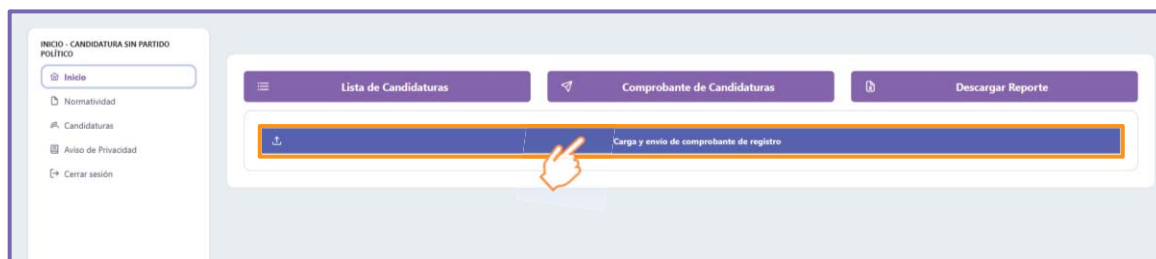 INICIO - CANDIDATURA SIN PARTIDO
POLÍTICO
Inicio
Normatividad
Candidaturas
Aviso de Privacidad
Cerrar sesión
Lista de Candidaturas
Comprobante de Candidaturas
Descargar Reporte
Carga y envio de comprobante de registro